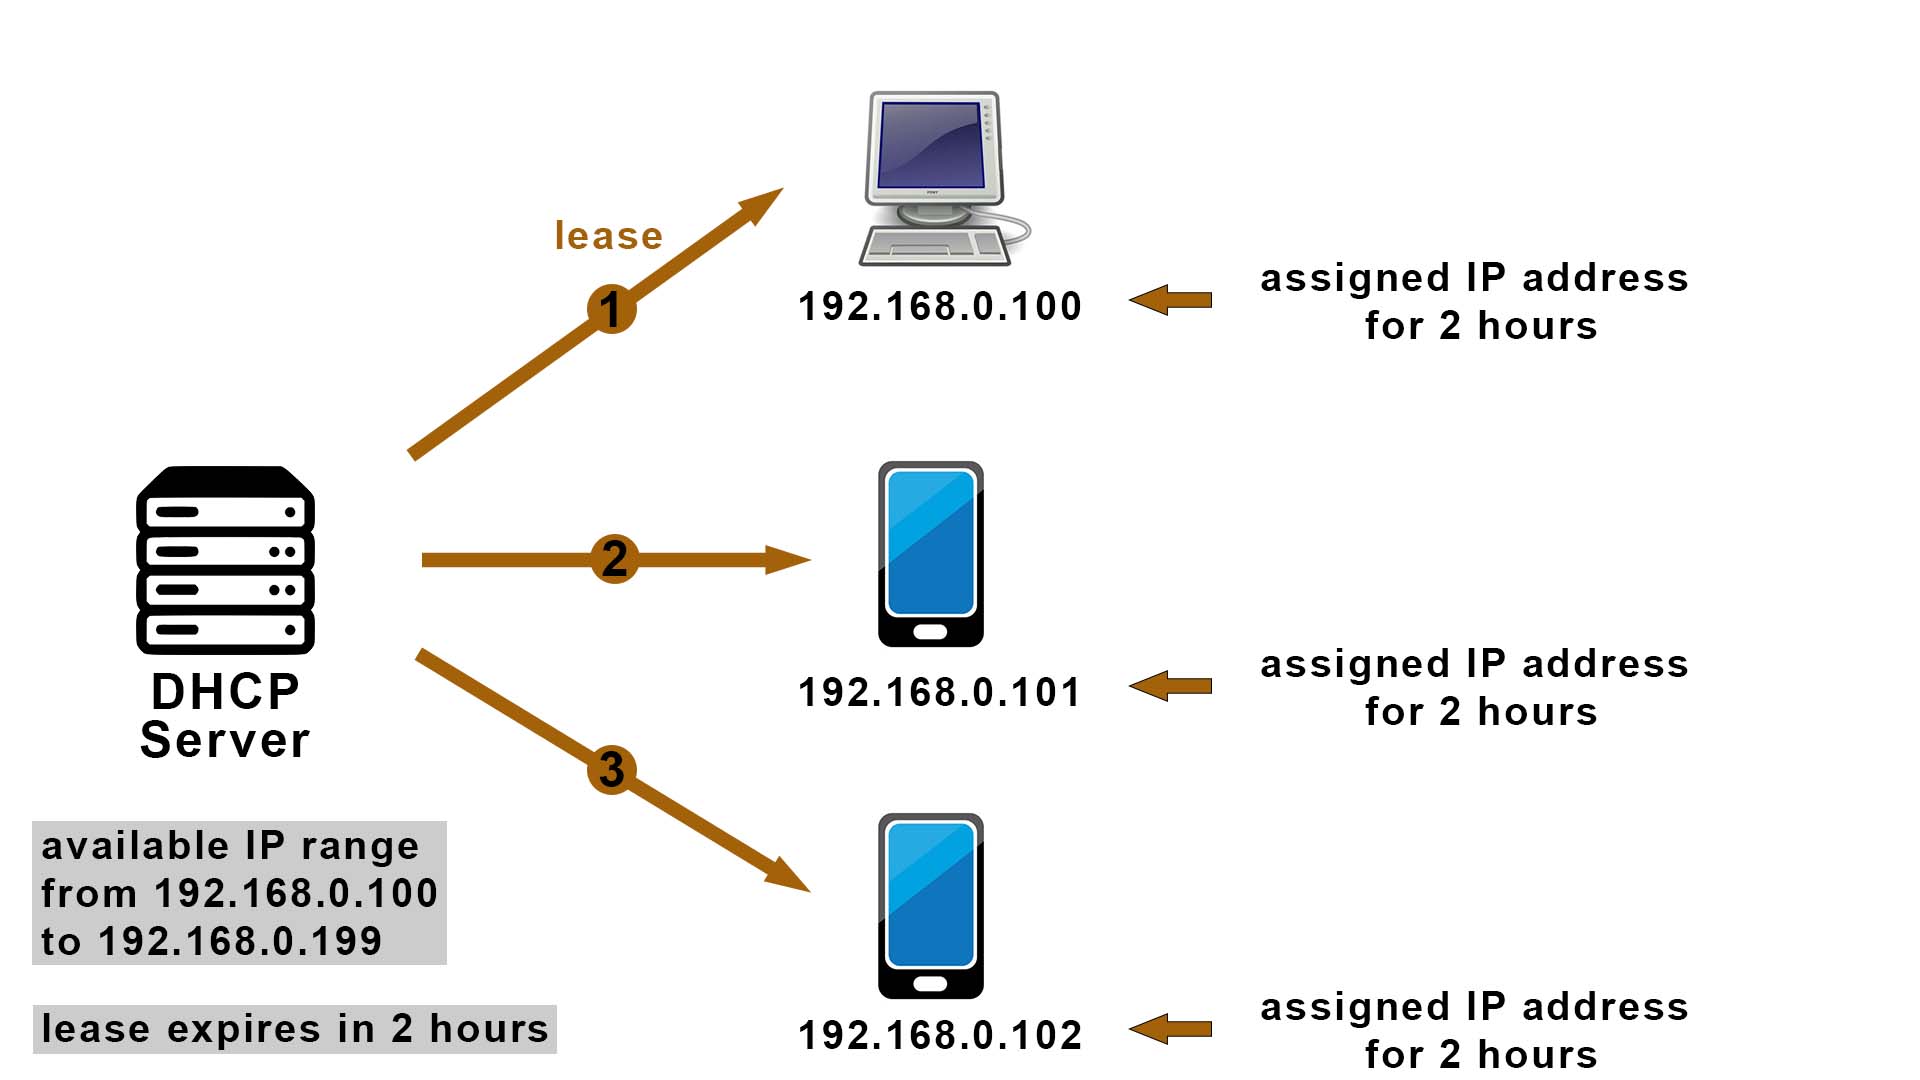 lease
1
192.168.0.100
assigned IP address
for 2 hours
2
192.168.0.101
assigned IP address
for 2 hours
3
192.168.0.102
assigned IP address
for 2 hours
DHCP
Server
available IP range
from 192.168.0.100
to 192.168.0.199
lease expires in 2 hours